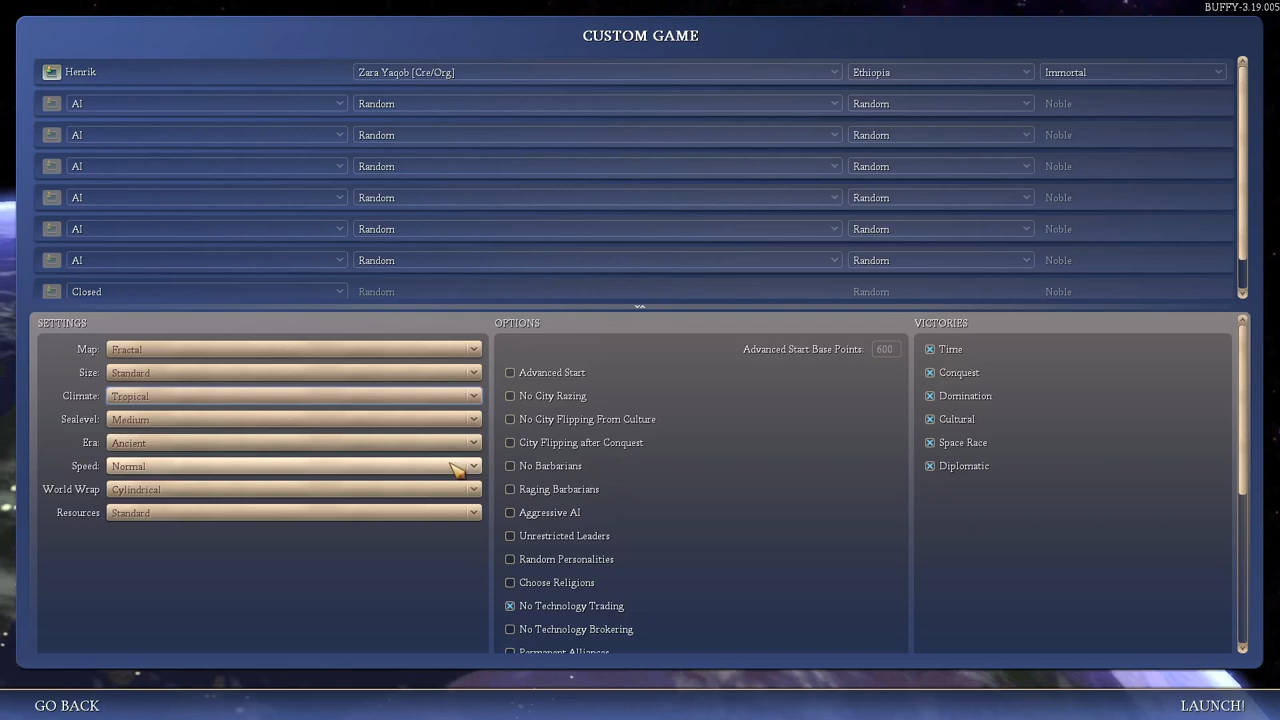 BUFFY-3.19.005
CUSTOM GAME
Henrik Zara Yaqob [Cre/Org] Ethiopia Immortal
AI Random Random Noble
AI Random Random Noble
AI Random Random Noble
AI Random Random Noble
AI Random Random Noble
AI Random Random Noble
Closed Random Random Noble
SETTINGS
Map: Fractal
Size: Standard
Climate: Tropical
Sealevel: Medium
Era: Ancient
Speed: Normal
World Wrap Cylindrical
Resources Standard
OPTIONS
Advanced Start Base Points: 600
Advanced Start
No City Razing
No City Flipping From Culture
City Flipping after Conquest
No Barbarians
Raging Barbarians
Aggressive AI
Unrestricted Leaders
Random Personalities
Choose Religions
No Technology Trading
No Technology Brokering
Permanent Alliances
VICTORIES
Time
Conquest
Domination
Cultural
Space Race
Diplomatic
GO BACK
LAUNCH!